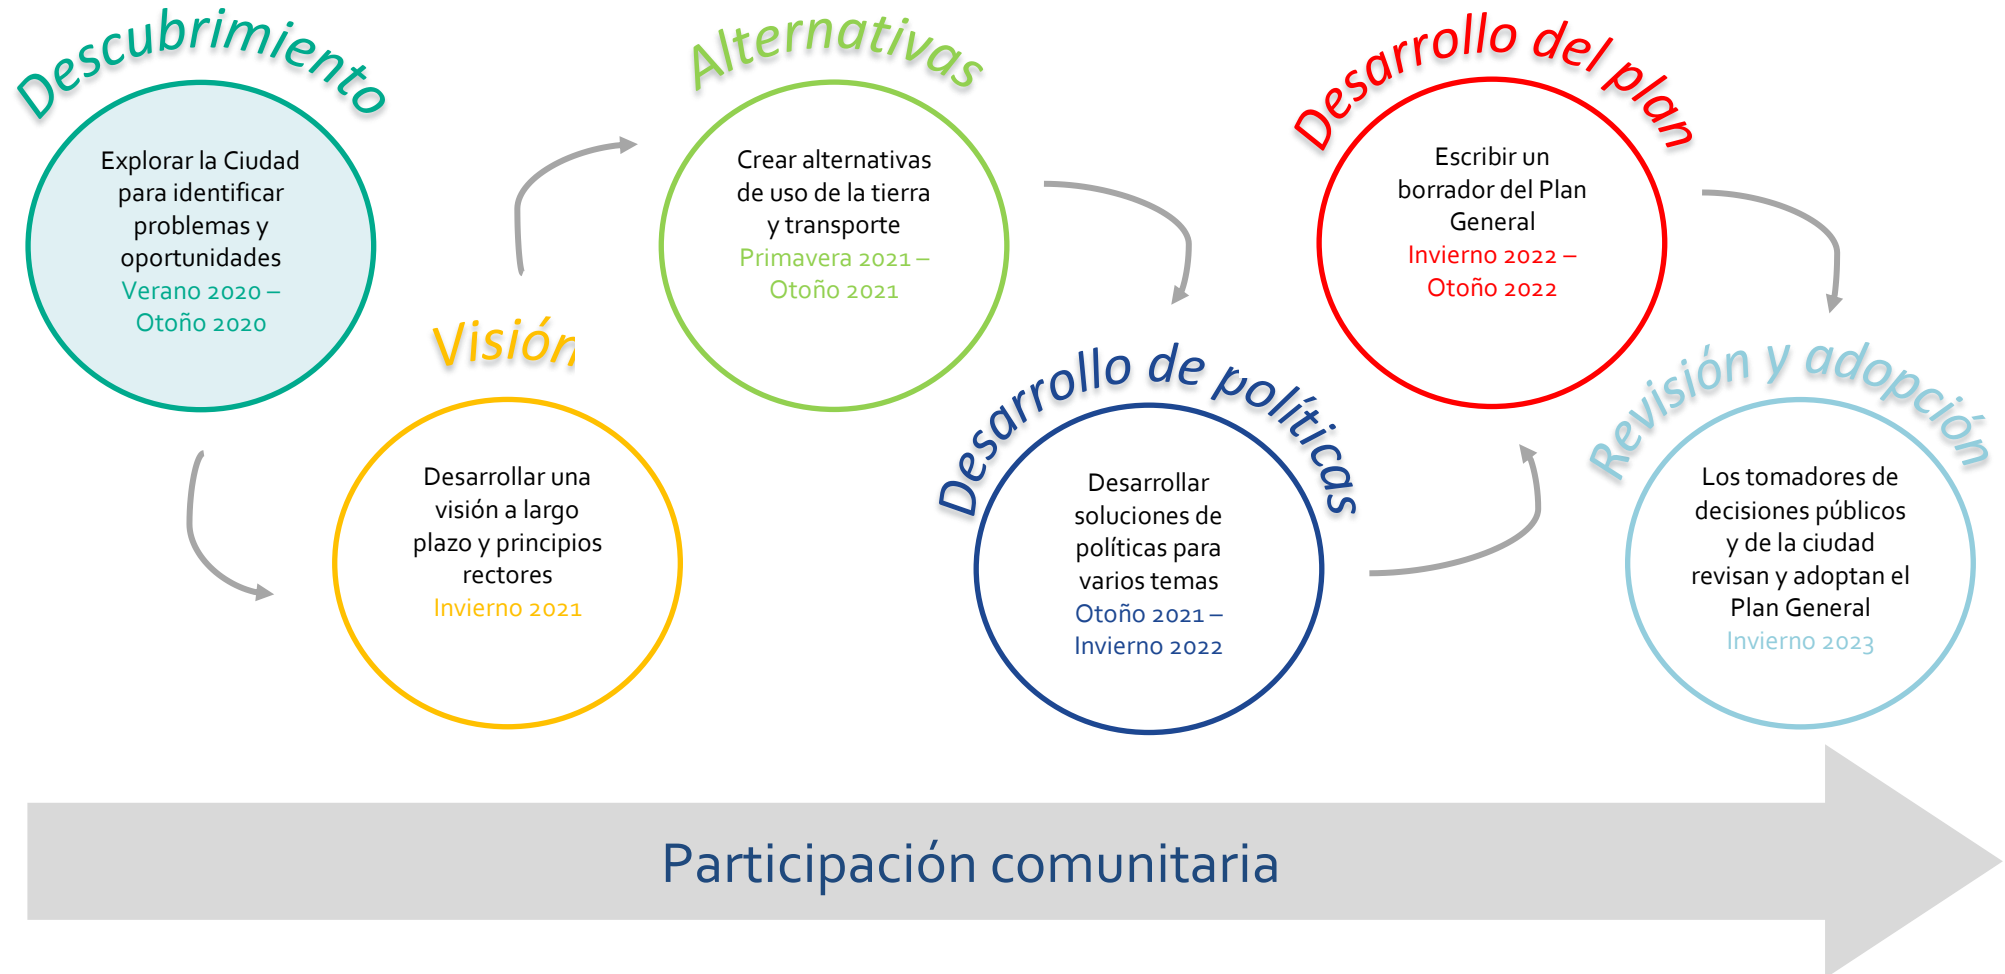 Descubrimiento
Explorar la Ciudad
para identificar
problemas y
oportunidades
Verano 2020 –
Otoño 2020
Visión
Desarrollar una
visión a largo
plazo y principios
rectores
Invierno 2021
Alternativas
Crear alternativas
de uso de la tierra
y transporte
Primavera 2021 –
Otoño 2021
Desarrollo de políticas
Desarrollar
soluciones de
políticas para
varios temas
Otoño 2021 –
Invierno 2022
Desarrollo del plan
Escribir un
borrador del Plan
General
Invierno 2022 –
Otoño 2022
Revisión y adopción
Los tomadores de
decisiones públicos
y de la ciudad
revisan y adoptan el
Plan General
Invierno 2023
Participación comunitaria